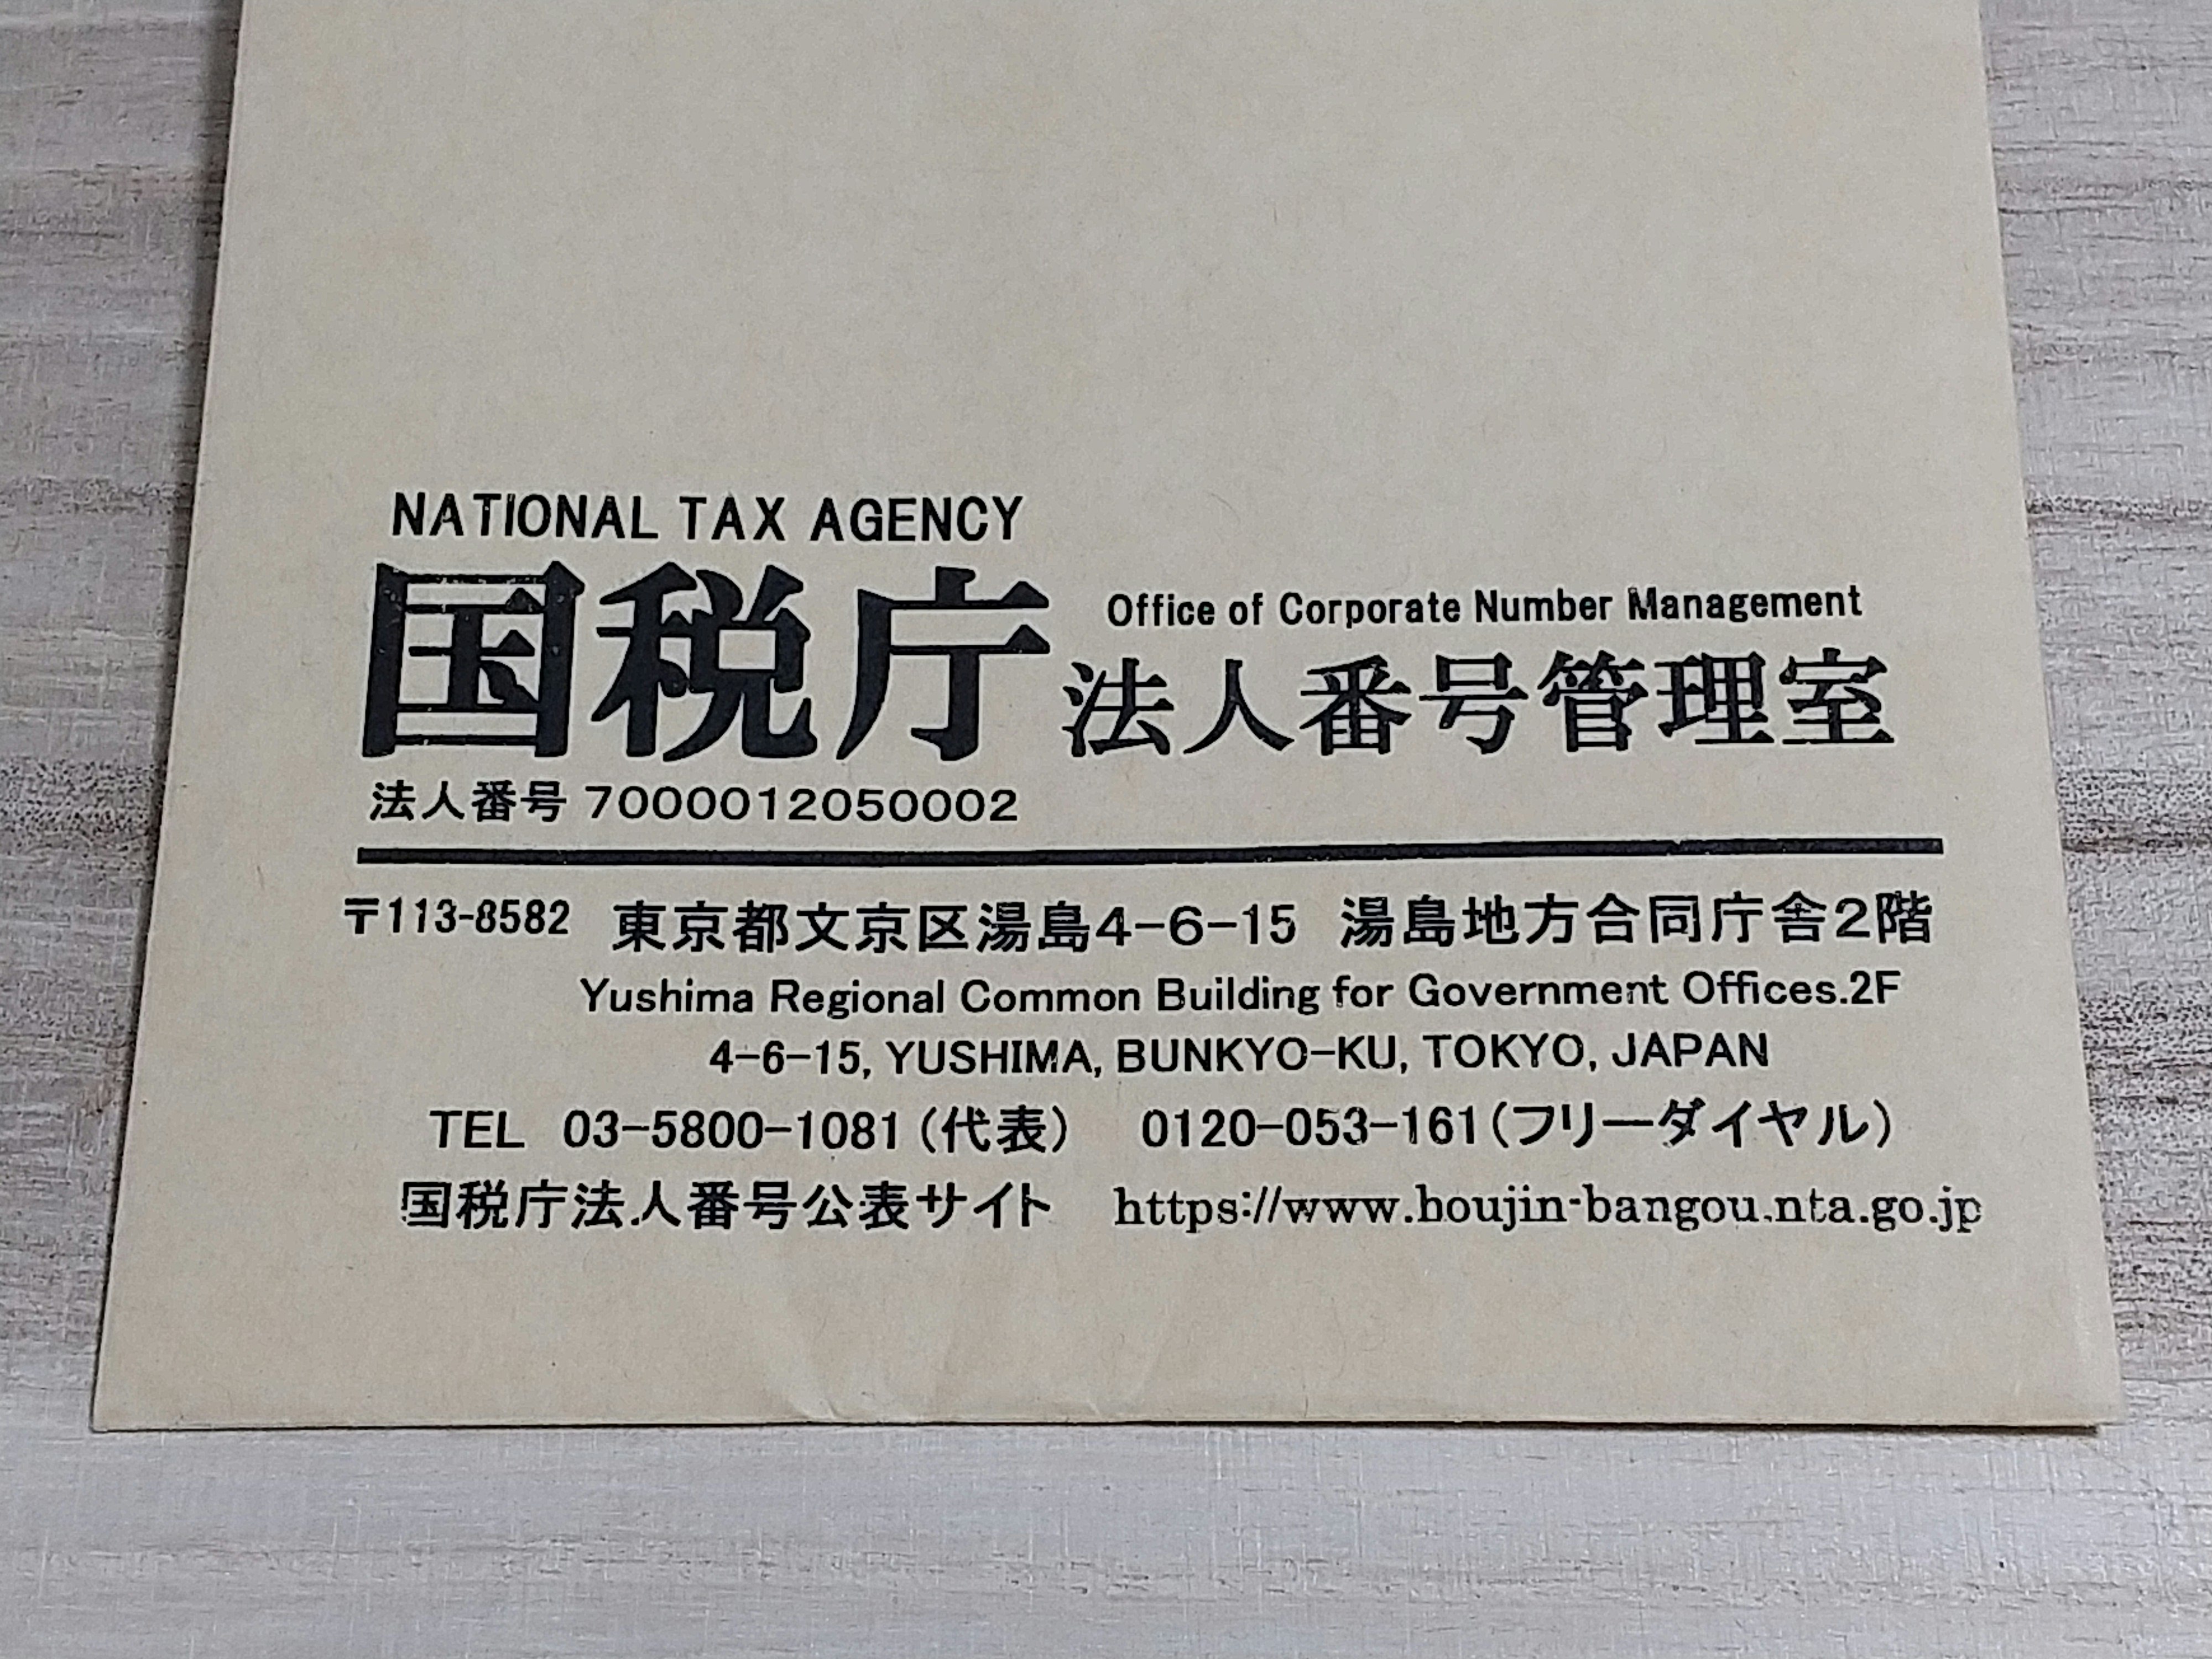 NATIONAL TAX AGENCY
国税庁
Office of Corporate Number Management
法人番号管理室
法人番号 7000012050002
〒113-8582 東京都文京区湯島4-6-15 湯島地方合同庁舎2階
Yushima Regional Common Building for Government Offices.2F
4-6-15, YUSHIMA, BUNKYO-KU, TOKYO, JAPAN
TEL 03-5800-1081(代表) 0120-053-161(フリーダイヤル)
国税庁法人番号公表サイト https://www.houjin-bangou.nta.go.jp